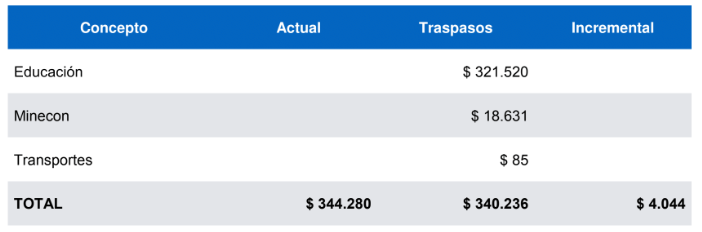 Concepto Actual Traspasos Incremental
Educación $ 321.520
Minecon $ 18.631
Transportes $ 85
TOTAL $ 344.280 $ 340.236 $ 4.044